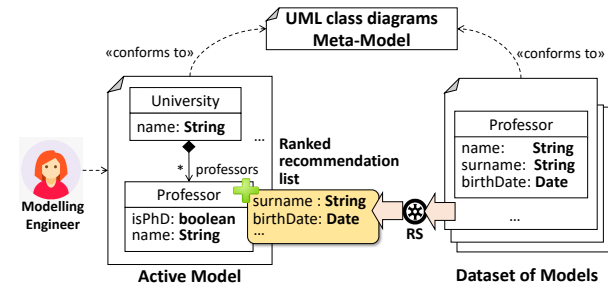 UML class diagrams
Meta-Model
«conforms to»
«conforms to»
University
name: String
...
* professors
Professor
isPhD: boolean
name: String
Modelling
Engineer
Active Model
Ranked
recommendation
list
surname : String
birthDate: Date
...
RS
Professor
name: String
surname: String
birthDate: Date
...
Dataset of Models